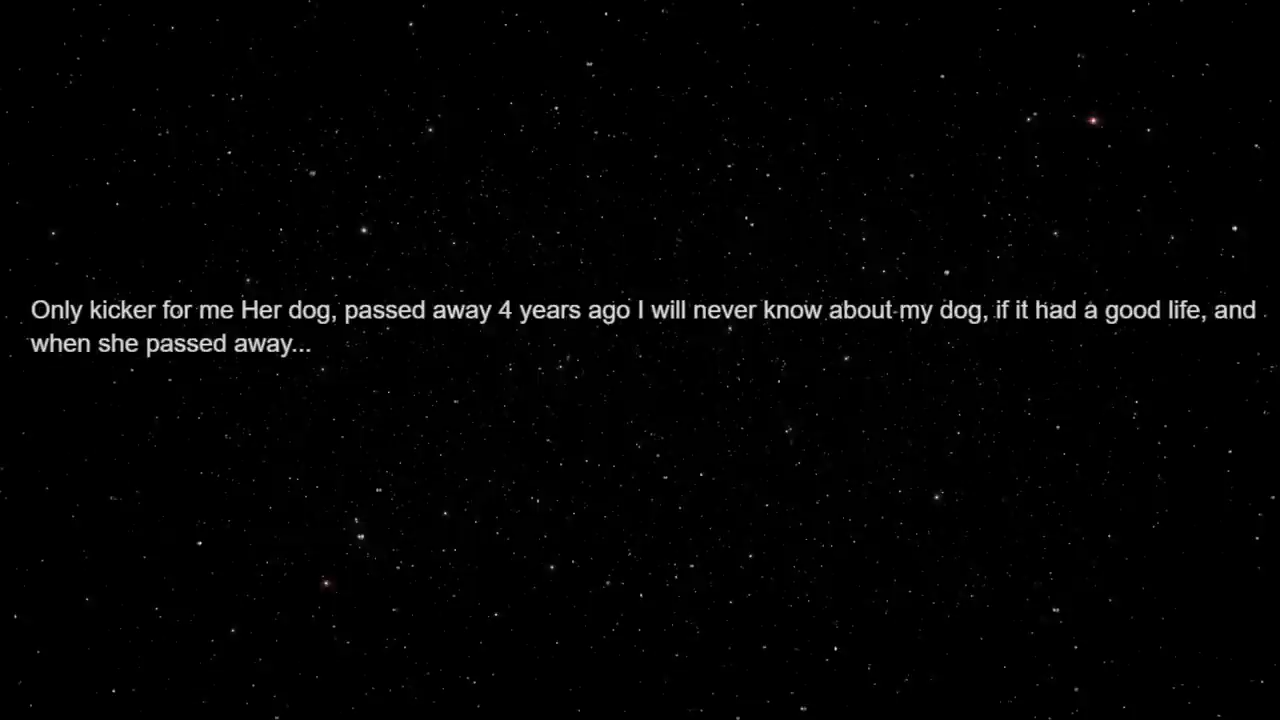 Only kicker for me Her dog, passed away 4 years ago I will never know about my dog, if it had a good life, and
when she passed away...